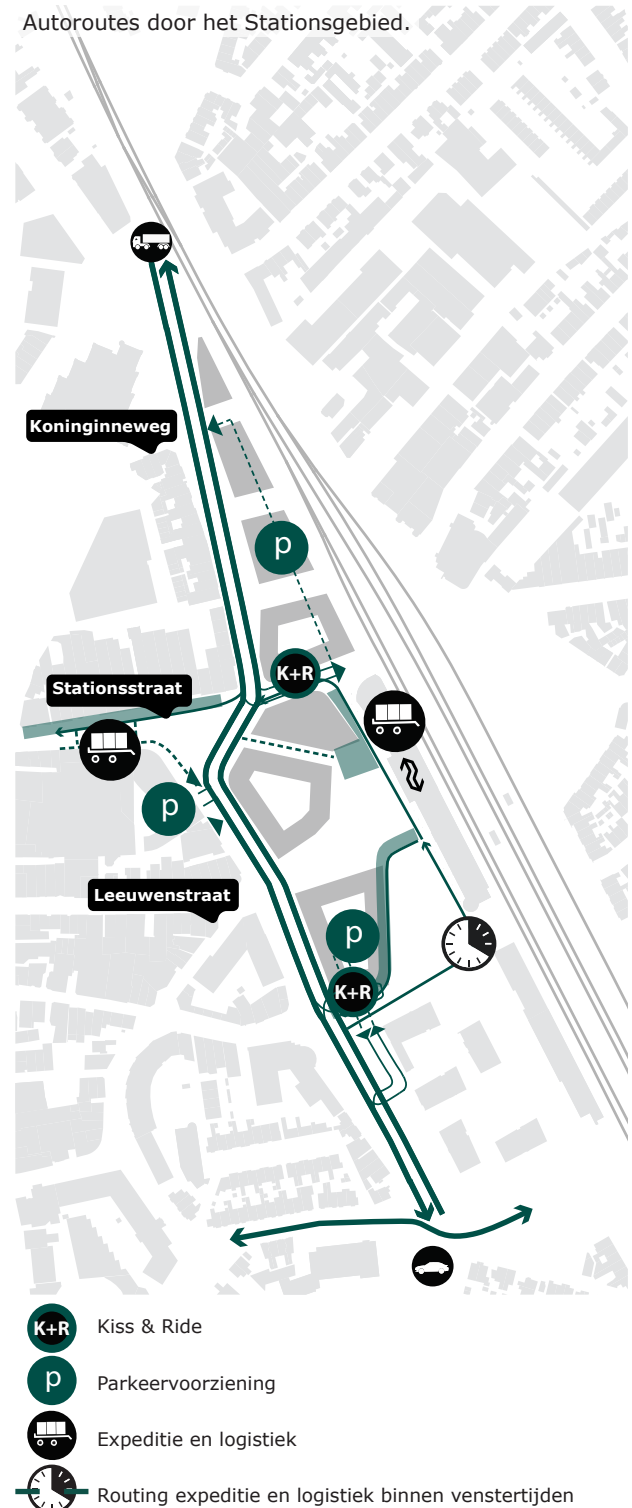 Autoroutes door het Stationsgebied.
Koninginneweg
p
K+R
Stationsstraat
p
Leeuwenstraat
p
K+R
K+R Kiss & Ride
p Parkeervoorziening
Expeditie en logistiek
Routing expeditie en logistiek binnen venstertijden